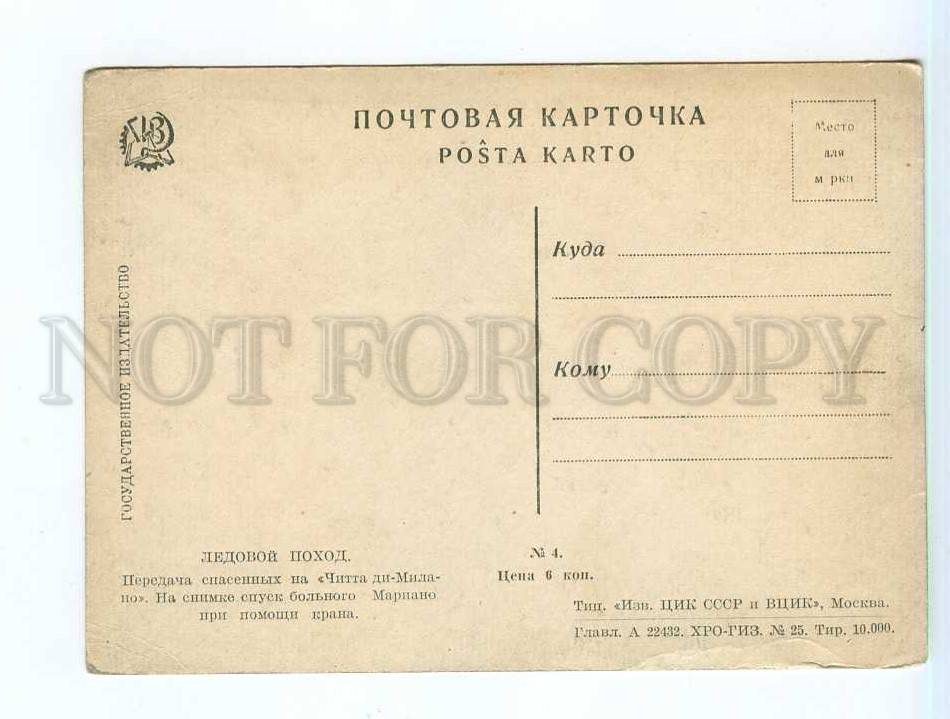 ПОЧТОВАЯ КАРТОЧКА
POŜTA KARTO
Место
для
м рки
Куда
Кому
ГОСУДАРСТВЕННОЕ ИЗДАТЕЛЬСТВО
NOT FOR COPY
ЛЕДОВОЙ ПОХОД.
Передача спасенных на «Читта ди-Мила-
но». На снимке спуск больного Мариано
при помощи крана.
№ 4.
Цена 6 коп.
Тип. «Изв. ЦИК СССР и ВЦИК», Москва.
Главл. А 22432. ХРО-ГИЗ. № 25. Тир. 10.000.